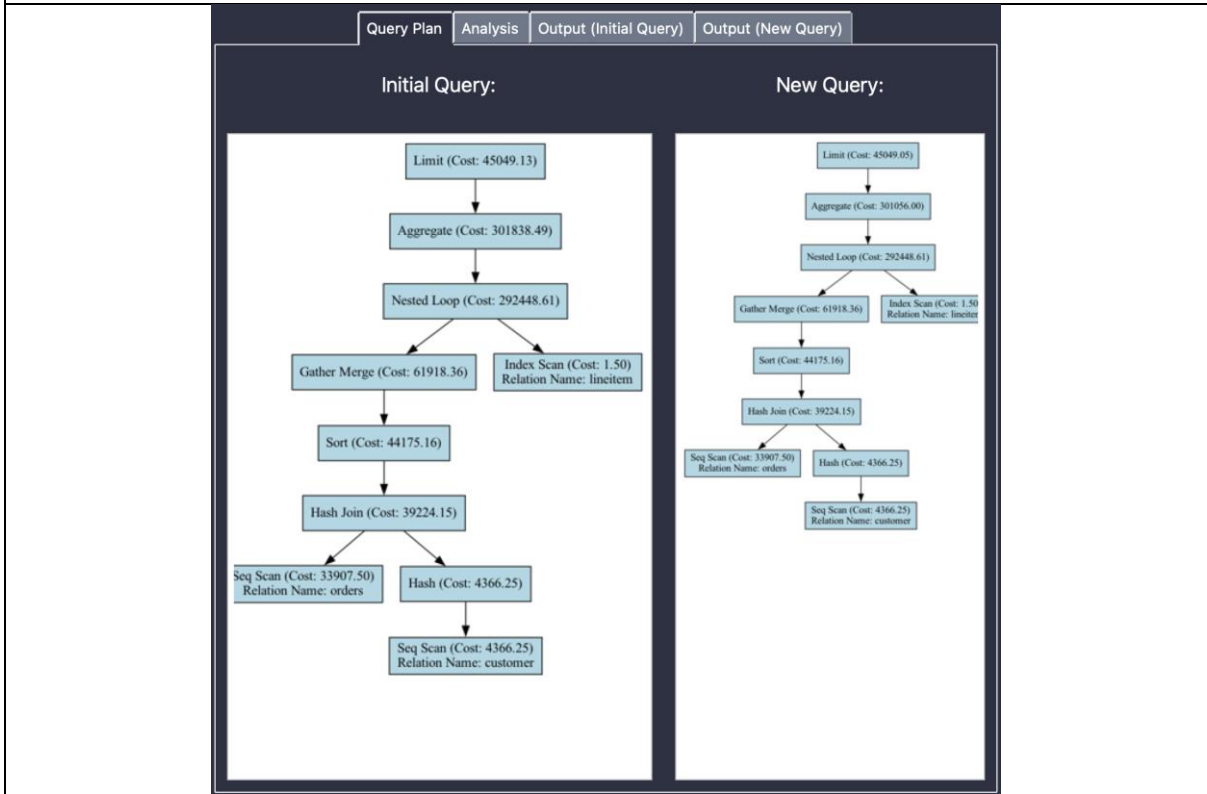 Query Plan
Analysis
Output (Initial Query)
Output (New Query)
Initial Query:
Limit (Cost: 45049.13)
Aggregate (Cost: 301838.49)
Nested Loop (Cost: 292448.61)
Gather Merge (Cost: 61918.36)
Index Scan (Cost: 1.50)
Relation Name: lineitem
Sort (Cost: 44175.16)
Hash Join (Cost: 39224.15)
Seq Scan (Cost: 33907.50)
Relation Name: orders
Hash (Cost: 4366.25)
Seq Scan (Cost: 4366.25)
Relation Name: customer
New Query:
Limit (Cost: 45049.05)
Aggregate (Cost: 301056.00)
Nested Loop (Cost: 292448.61)
Gather Merge (Cost: 61918.36)
Index Scan (Cost: 1.50
Relation Name: lineiter
Sort (Cost: 44175.16)
Hash Join (Cost: 39224.15)
Seq Scan (Cost: 33907.50)
Relation Name: orders
Hash (Cost: 4366.25)
Seq Scan (Cost: 4366.25)
Relation Name: customer